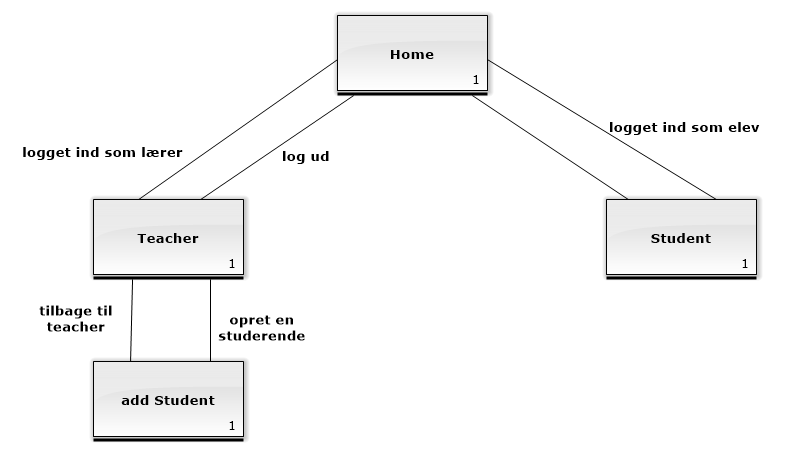 Home
1
logget ind som elev
logget ind som lærer
log ud
Teacher
1
Student
1
tilbage til
teacher
opret en
studerende
add Student
1